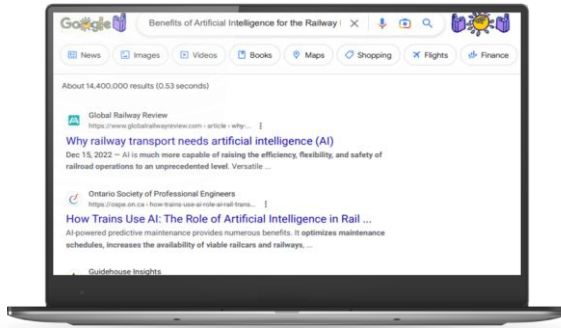 Google
Benefits of Artificial Intelligence for the Railway
News Images Videos Books Maps Shopping Flights Finance
About 14,400,000 results (0.53 seconds)
Global Railway Review
https://www.globalrailwayreview.com › article › why-...
Why railway transport needs artificial intelligence (AI)
Dec 15, 2022 — AI is much more capable of raising the efficiency, flexibility, and safety of
railroad operations to an unprecedented level. Versatile ...
Ontario Society of Professional Engineers
https://ospe.on.ca › how-trains-use-ai-role-ai-rail-trans...
How Trains Use AI: The Role of Artificial Intelligence in Rail ...
AI-powered predictive maintenance provides numerous benefits. It optimizes maintenance
schedules, increases the availability of viable railcars and railways, ...
Guidehouse Insights